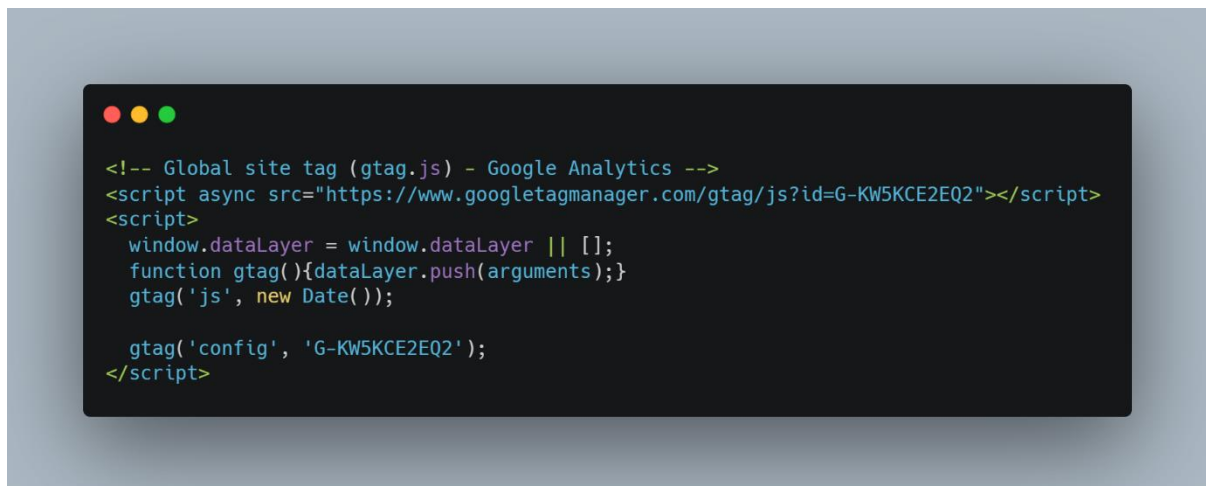 <!-- Global site tag (gtag.js) - Google Analytics -->
<script async src="https://www.googletagmanager.com/gtag/js?id=G-KW5KCE2EQ2"></script>
<script>
  window.dataLayer = window.dataLayer || [];
  function gtag(){dataLayer.push(arguments);}
  gtag('js', new Date());

  gtag('config', 'G-KW5KCE2EQ2');
</script>